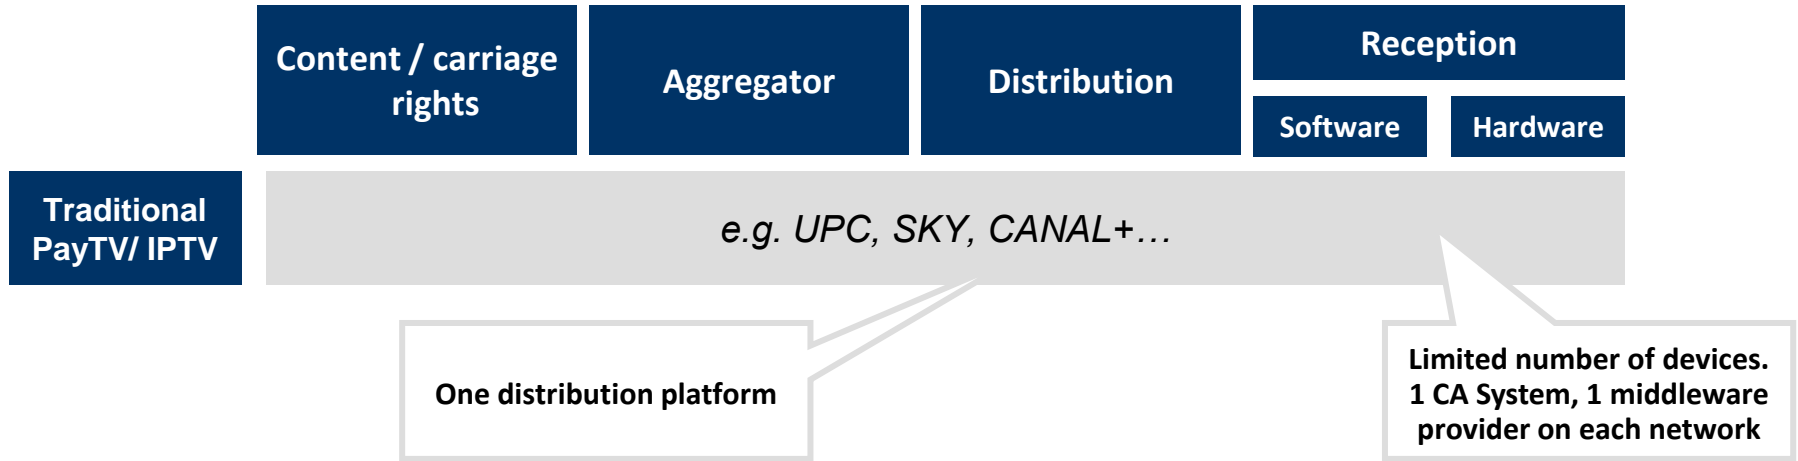 Content / carriage
rights
Aggregator
Distribution
Reception
Software
Hardware
Traditional
PayTV/ IPTV
e.g. UPC, SKY, CANAL+…
One distribution platform
Limited number of devices.
1 CA System, 1 middleware
provider on each network